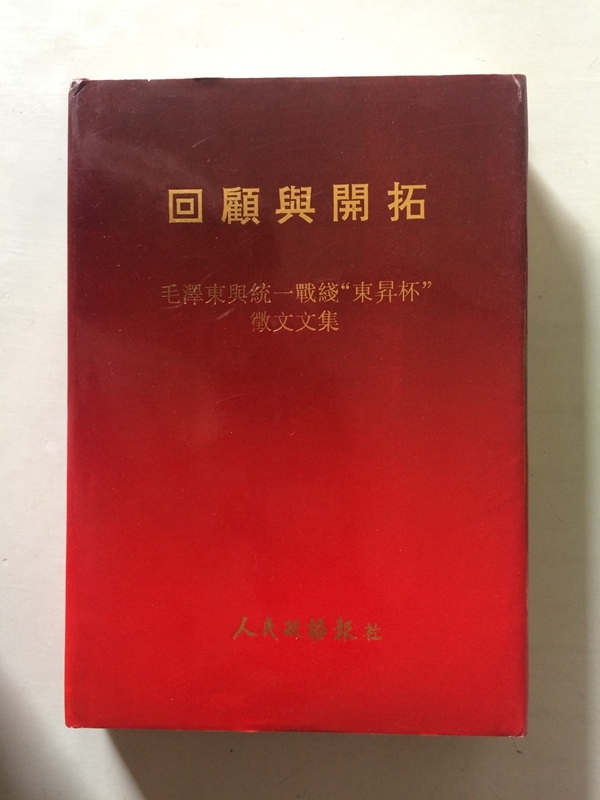 回顧與開拓
毛澤東與統一戰綫“東昇杯”
徵文文集
人民政協報社